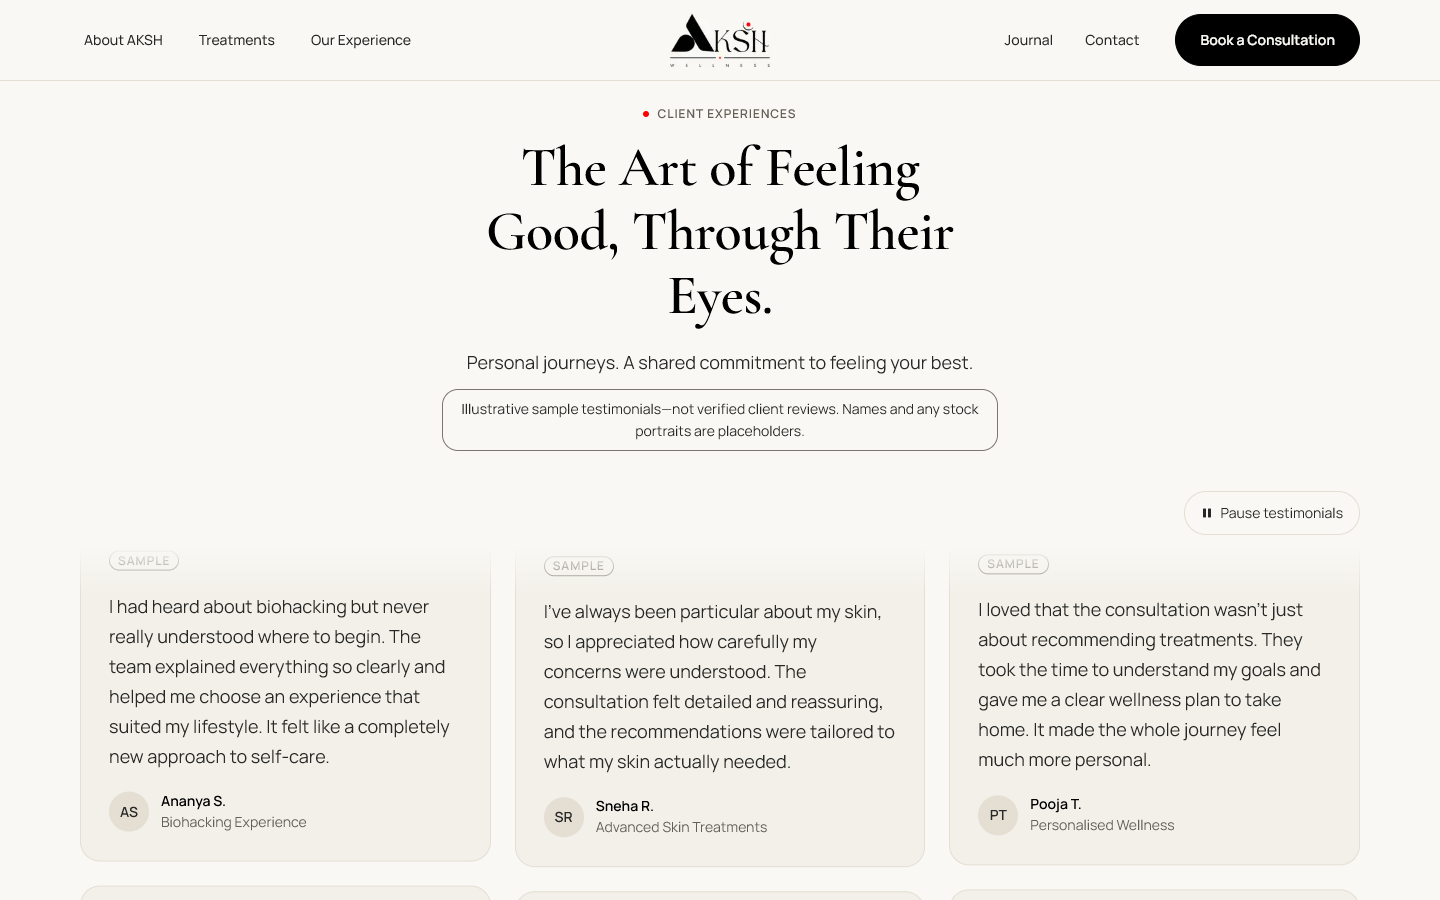 About AKSH
Treatments
Our Experience
AKSH
WELLNESS
Journal
Contact
Book a Consultation
CLIENT EXPERIENCES
The Art of Feeling
Good, Through Their
Eyes.
Personal journeys. A shared commitment to feeling your best.
Illustrative sample testimonials—not verified client reviews. Names and any stock
portraits are placeholders.
Pause testimonials
SAMPLE
I had heard about biohacking but never
really understood where to begin. The
team explained everything so clearly and
helped me choose an experience that
suited my lifestyle. It felt like a completely
new approach to self-care.
AS
Ananya S.
Biohacking Experience
SAMPLE
I've always been particular about my skin,
so I appreciated how carefully my
concerns were understood. The
consultation felt detailed and reassuring,
and the recommendations were tailored to
what my skin actually needed.
SR
Sneha R.
Advanced Skin Treatments
SAMPLE
I loved that the consultation wasn't just
about recommending treatments. They
took the time to understand my goals and
gave me a clear wellness plan to take
home. It made the whole journey feel
much more personal.
PT
Pooja T.
Personalised Wellness